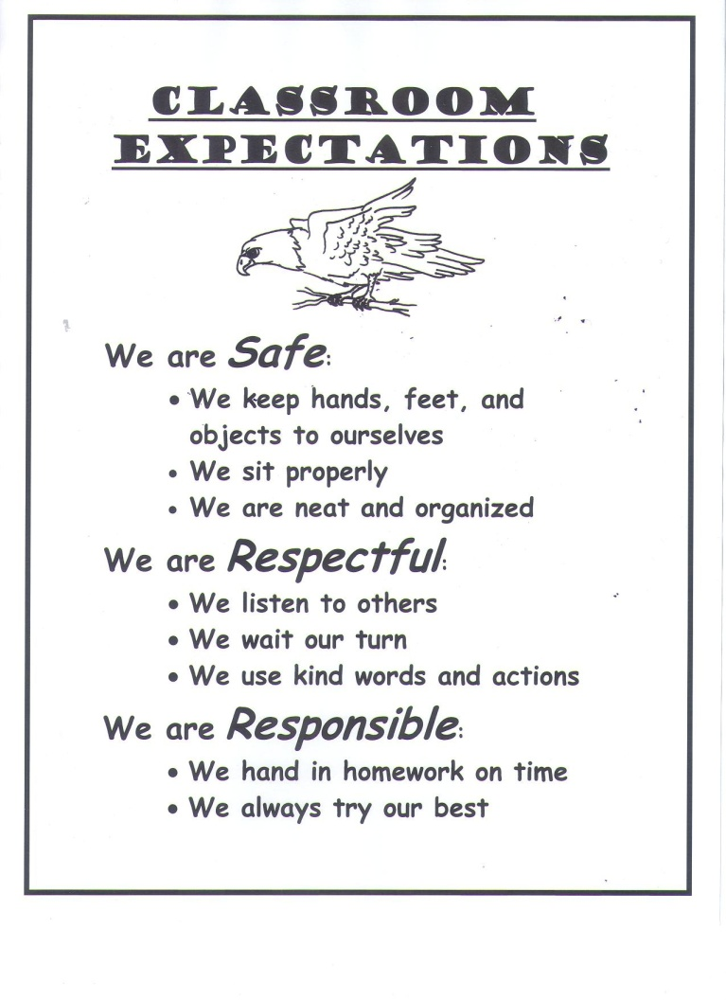 CLASSROOM
EXPECTATIONS
We are Safe:
• We keep hands, feet, and
objects to ourselves
• We sit properly
• We are neat and organized
We are Respectful:
• We listen to others
• We wait our turn
• We use kind words and actions
We are Responsible:
• We hand in homework on time
• We always try our best